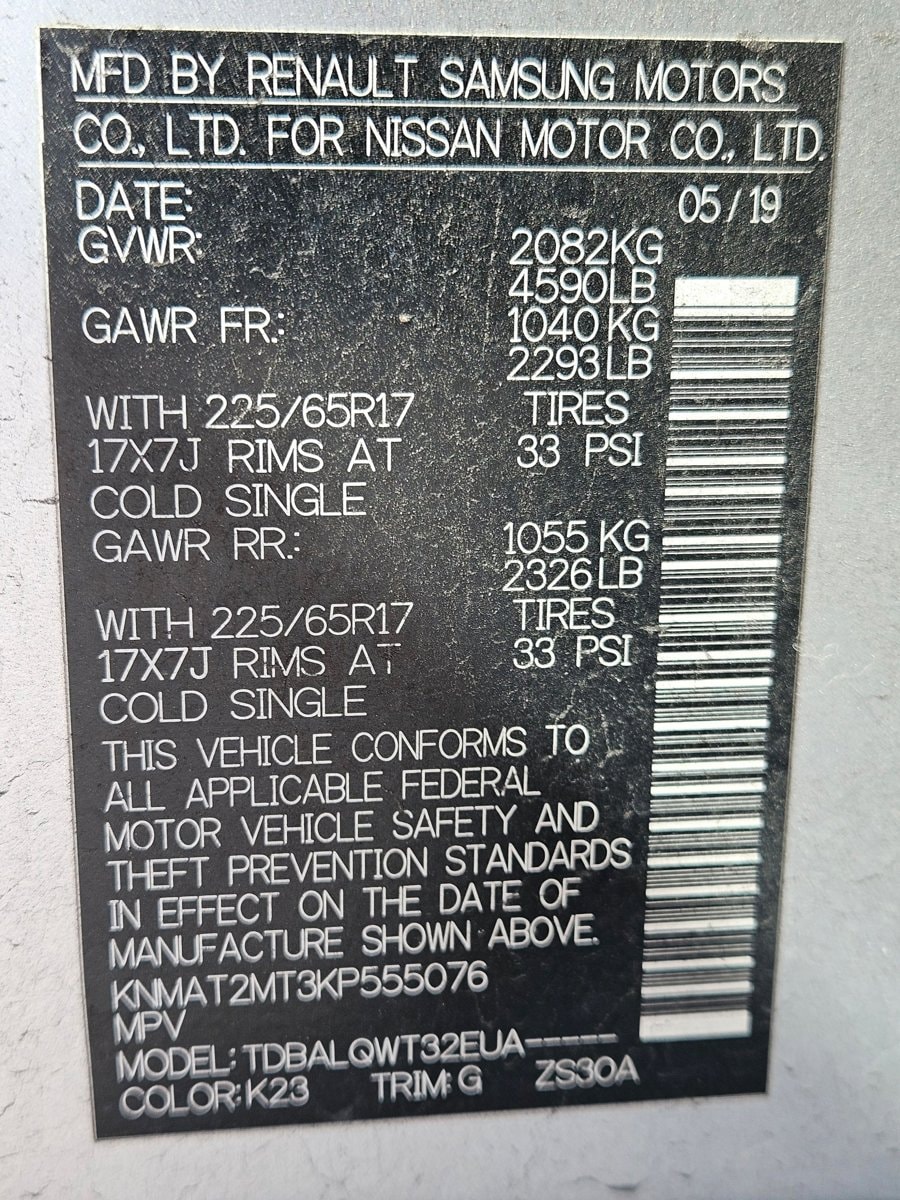 MFD BY RENAULT SAMSUNG MOTORS
CO., LTD. FOR NISSAN MOTOR CO., LTD.
DATE: 05/19
GVWR: 2082KG
4590LB
GAWR FR.: 1040 KG
2293LB
WITH 225/65R17 TIRES
17X7J RIMS AT 33 PSI
COLD SINGLE
GAWR RR.: 1055 KG
2326LB
WITH 225/65R17 TIRES
17X7J RIMS AT 33 PSI
COLD SINGLE
THIS VEHICLE CONFORMS TO
ALL APPLICABLE FEDERAL
MOTOR VEHICLE SAFETY AND
THEFT PREVENTION STANDARDS
IN EFFECT ON THE DATE OF
MANUFACTURE SHOWN ABOVE.
KNMAT2MT3KP555076
MPV
MODEL: TDBALQWT32EUA-----
COLOR: K23 TRIM: G ZS30A